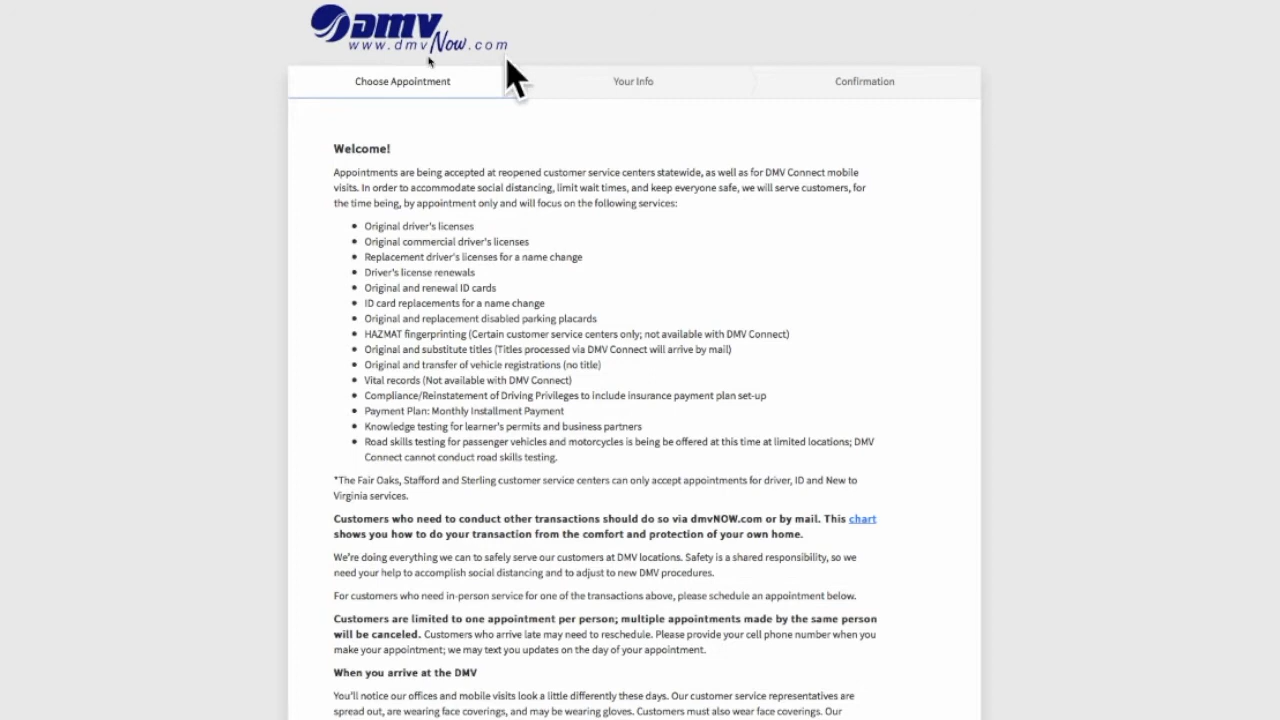 DMV
www.dmvNow.com
Choose Appointment
Your Info
Confirmation
Welcome!
Appointments are being accepted at reopened customer service centers statewide, as well as for DMV Connect mobile
visits. In order to accommodate social distancing, limit wait times, and keep everyone safe, we will serve customers, for
the time being, by appointment only and will focus on the following services:
• Original driver's licenses
• Original commercial driver's licenses
• Replacement driver's licenses for a name change
• Driver's license renewals
• Original and renewal ID cards
• ID card replacements for a name change
• Original and replacement disabled parking placards
• HAZMAT fingerprinting (Certain customer service centers only; not available with DMV Connect)
• Original and substitute titles (Titles processed via DMV Connect will arrive by mail)
• Original and transfer of vehicle registrations (no title)
• Vital records (Not available with DMV Connect)
• Compliance/Reinstatement of Driving Privileges to include insurance payment plan set-up
• Payment Plan: Monthly Installment Payment
• Knowledge testing for learner's permits and business partners
• Road skills testing for passenger vehicles and motorcycles is being be offered at this time at limited locations; DMV
Connect cannot conduct road skills testing.
*The Fair Oaks, Stafford and Sterling customer service centers can only accept appointments for driver, ID and New to
Virginia services.
Customers who need to conduct other transactions should do so via dmvNOW.com or by mail. This chart
shows you how to do your transaction from the comfort and protection of your own home.
We're doing everything we can to safely serve our customers at DMV locations. Safety is a shared responsibility, so we
need your help to accomplish social distancing and to adjust to new DMV procedures.
For customers who need in-person service for one of the transactions above, please schedule an appointment below.
Customers are limited to one appointment per person; multiple appointments made by the same person
will be canceled. Customers who arrive late may need to reschedule. Please provide your cell phone number when you
make your appointment; we may text you updates on the day of your appointment.
When you arrive at the DMV
You'll notice our offices and mobile visits look a little differently these days. Our customer service representatives are
spread out, are wearing face coverings, and may be wearing gloves. Customers must also wear face coverings. Our